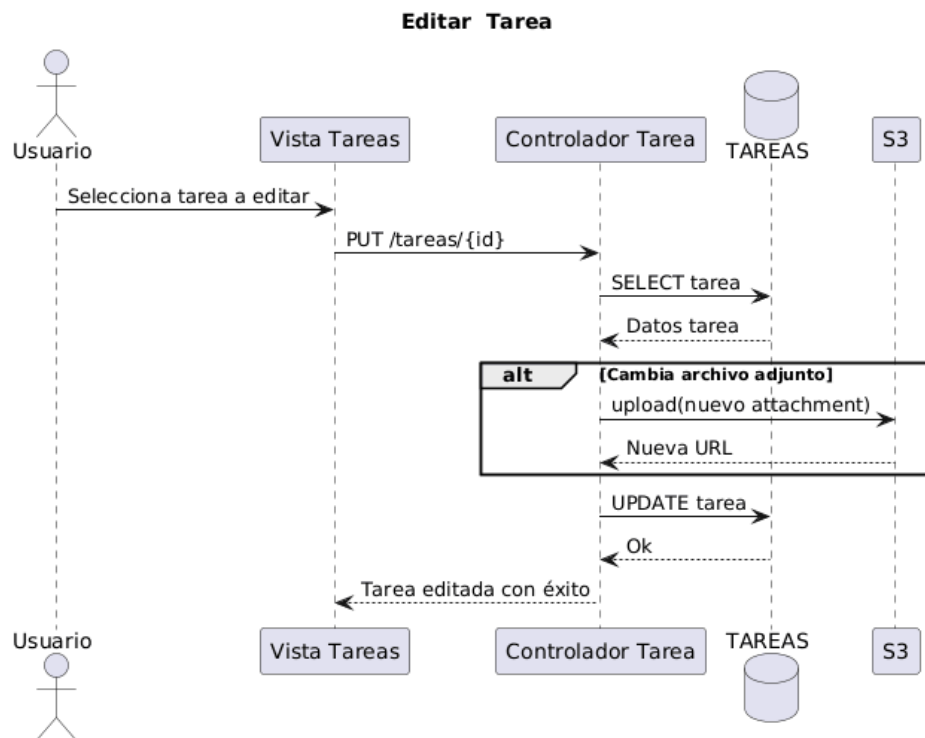 Editar  Tarea
Usuario
Vista Tareas
Controlador Tarea
TAREAS
S3
Selecciona tarea a editar
PUT /tareas/{id}
SELECT tarea
Datos tarea
alt
[Cambia archivo adjunto]
upload(nuevo attachment)
Nueva URL
UPDATE tarea
Ok
Tarea editada con éxito
Usuario
Vista Tareas
Controlador Tarea
TAREAS
S3